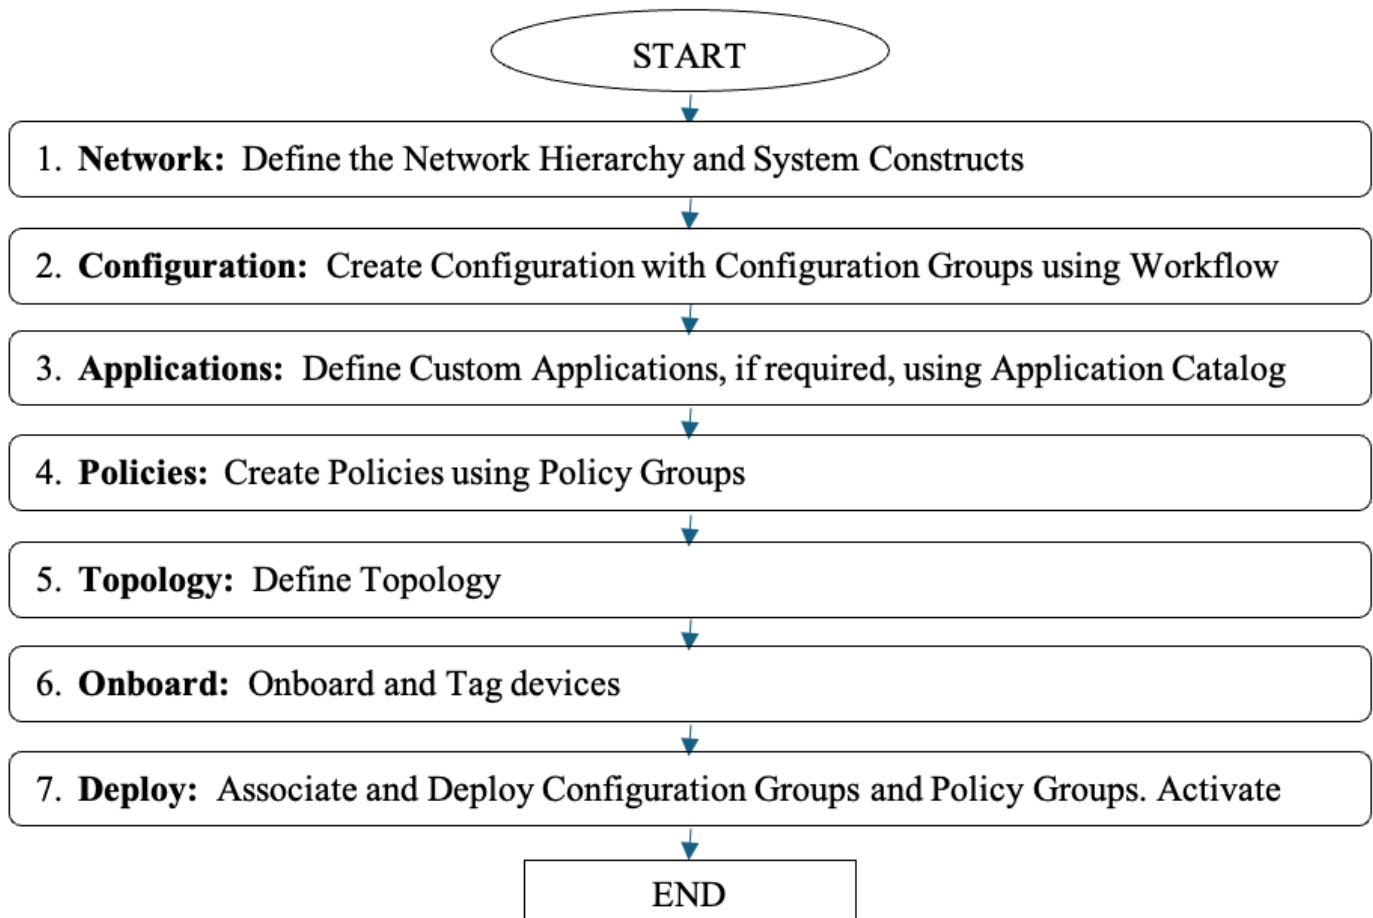 START
1. Network: Define the Network Hierarchy and System Constructs
2. Configuration: Create Configuration with Configuration Groups using Workflow
3. Applications: Define Custom Applications, if required, using Application Catalog
4. Policies: Create Policies using Policy Groups
5. Topology: Define Topology
6. Onboard: Onboard and Tag devices
7. Deploy: Associate and Deploy Configuration Groups and Policy Groups. Activate
END